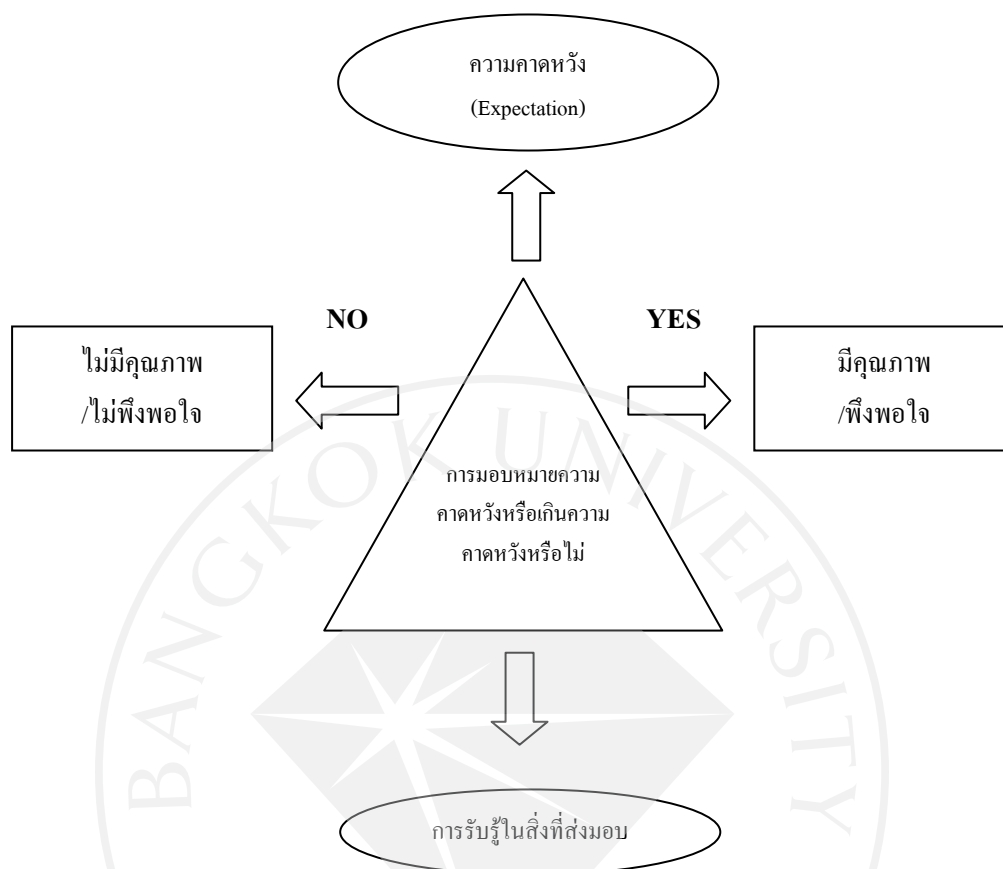 ความคาดหวัง
(Expectation)
NO
YES
ไม่มีคุณภาพ
/ไม่พึงพอใจ
มีคุณภาพ
/พึงพอใจ
การมอบหมายความ
คาดหวังหรือเกินความ
คาดหวังหรือไม่
การรับรู้ในสิ่งที่ส่งมอบ
BANGKOK UNIVERSITY